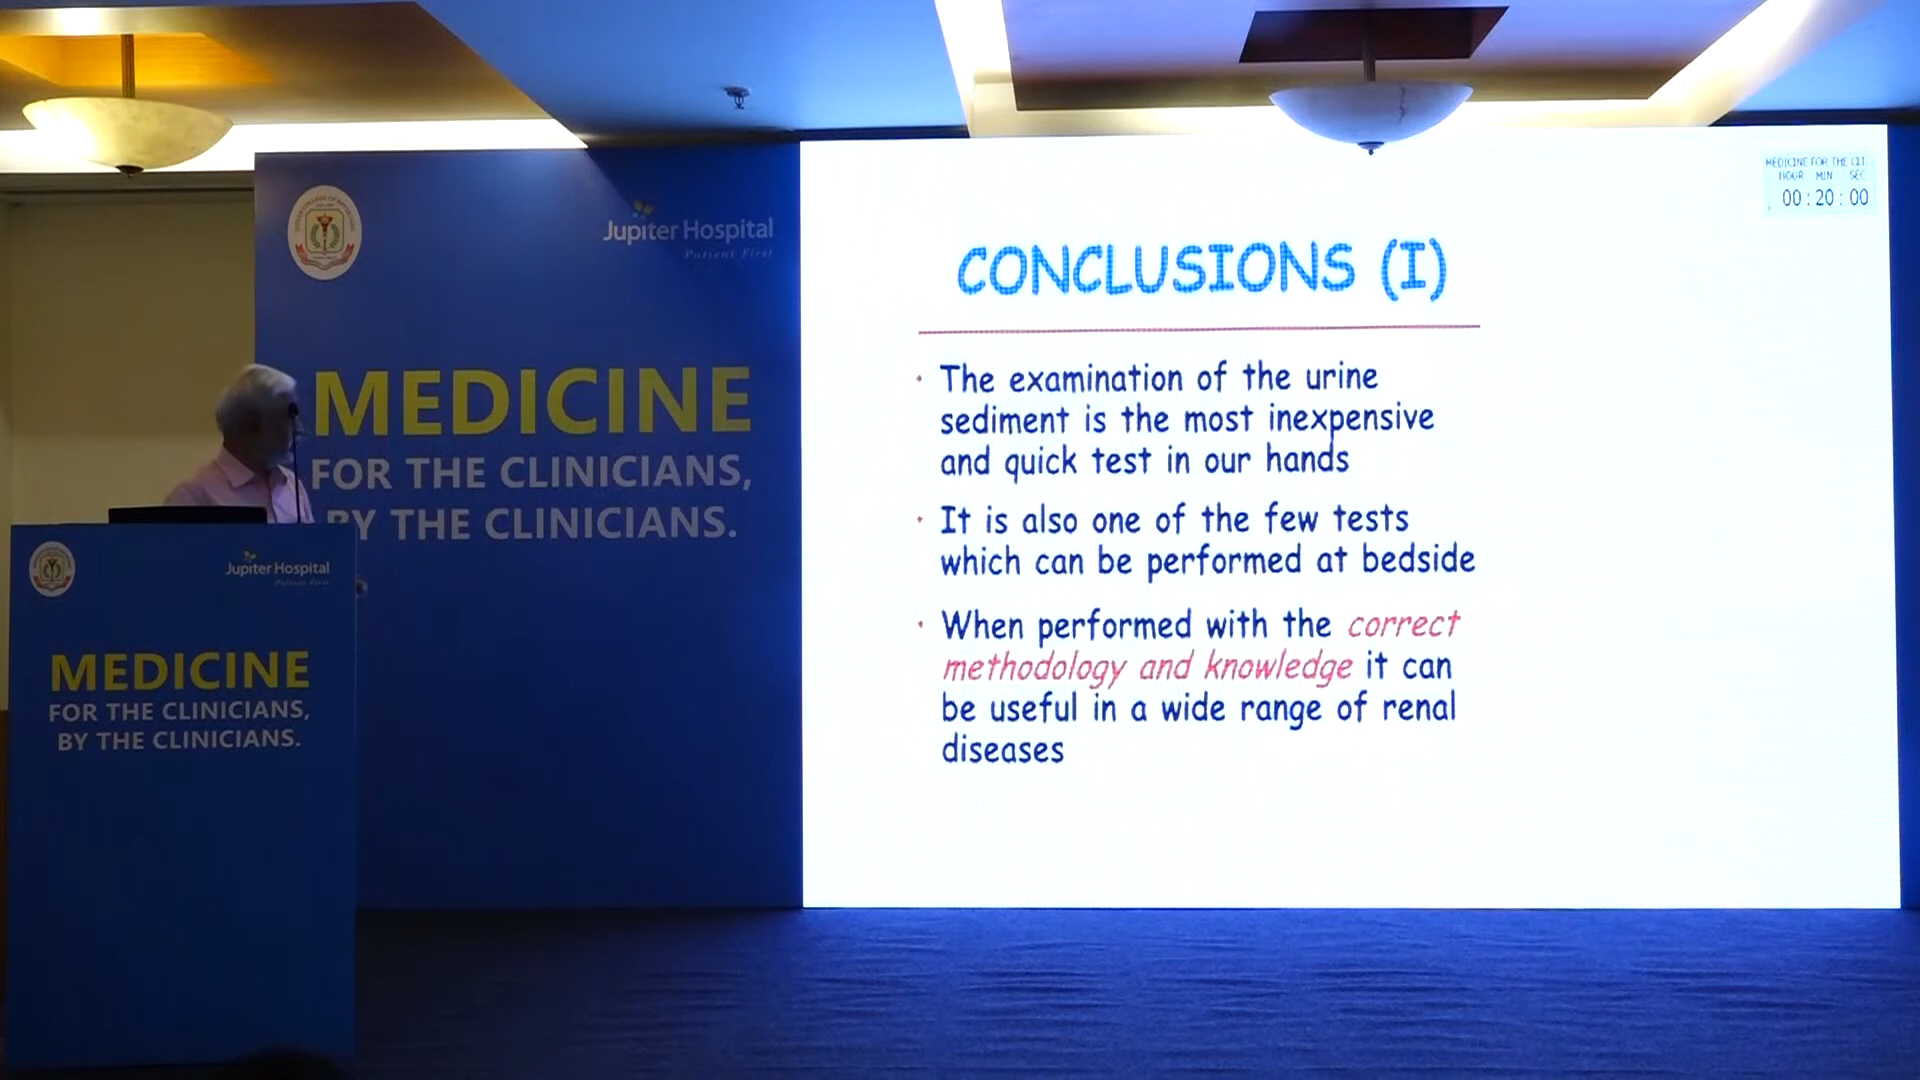 Jupiter Hospital
Patient First
MEDICINE
FOR THE CLINICIANS,
BY THE CLINICIANS.
Jupiter Hospital
Patient First
MEDICINE
FOR THE CLINICIANS,
BY THE CLINICIANS.
MEDICINE FOR THE
HOUR MIN SEC
00 : 20 : 00
CONCLUSIONS (I)
• The examination of the urine
sediment is the most inexpensive
and quick test in our hands
• It is also one of the few tests
which can be performed at bedside
• When performed with the correct
methodology and knowledge it can
be useful in a wide range of renal
diseases